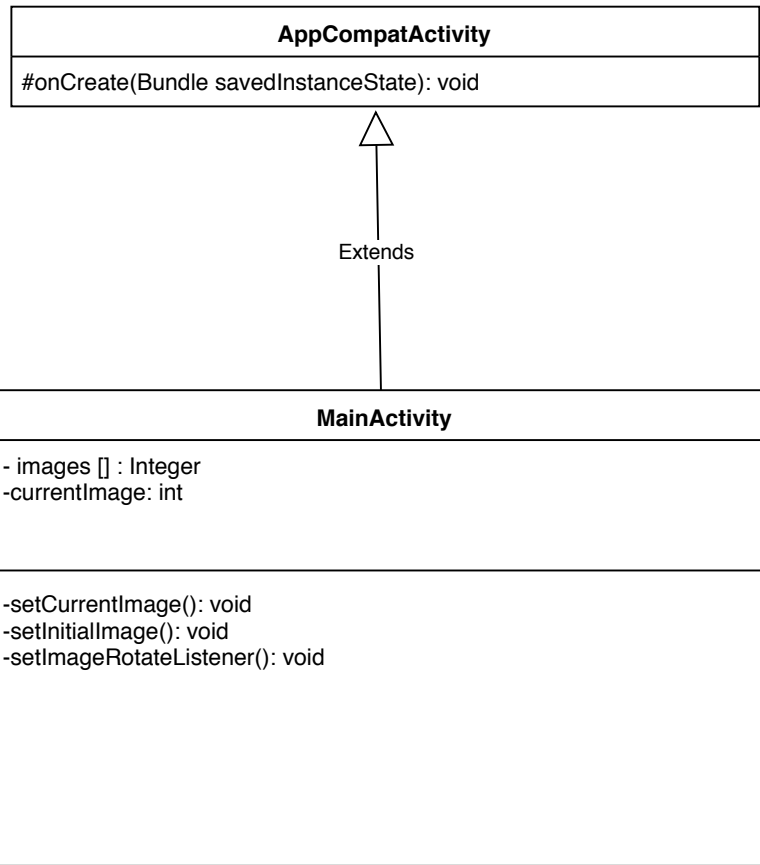 AppCompatActivity
#onCreate(Bundle savedInstanceState): void
Extends
MainActivity
- images [] : Integer
-currentImage: int
-setCurrentImage(): void
-setInitialImage(): void
-setImageRotateListener(): void